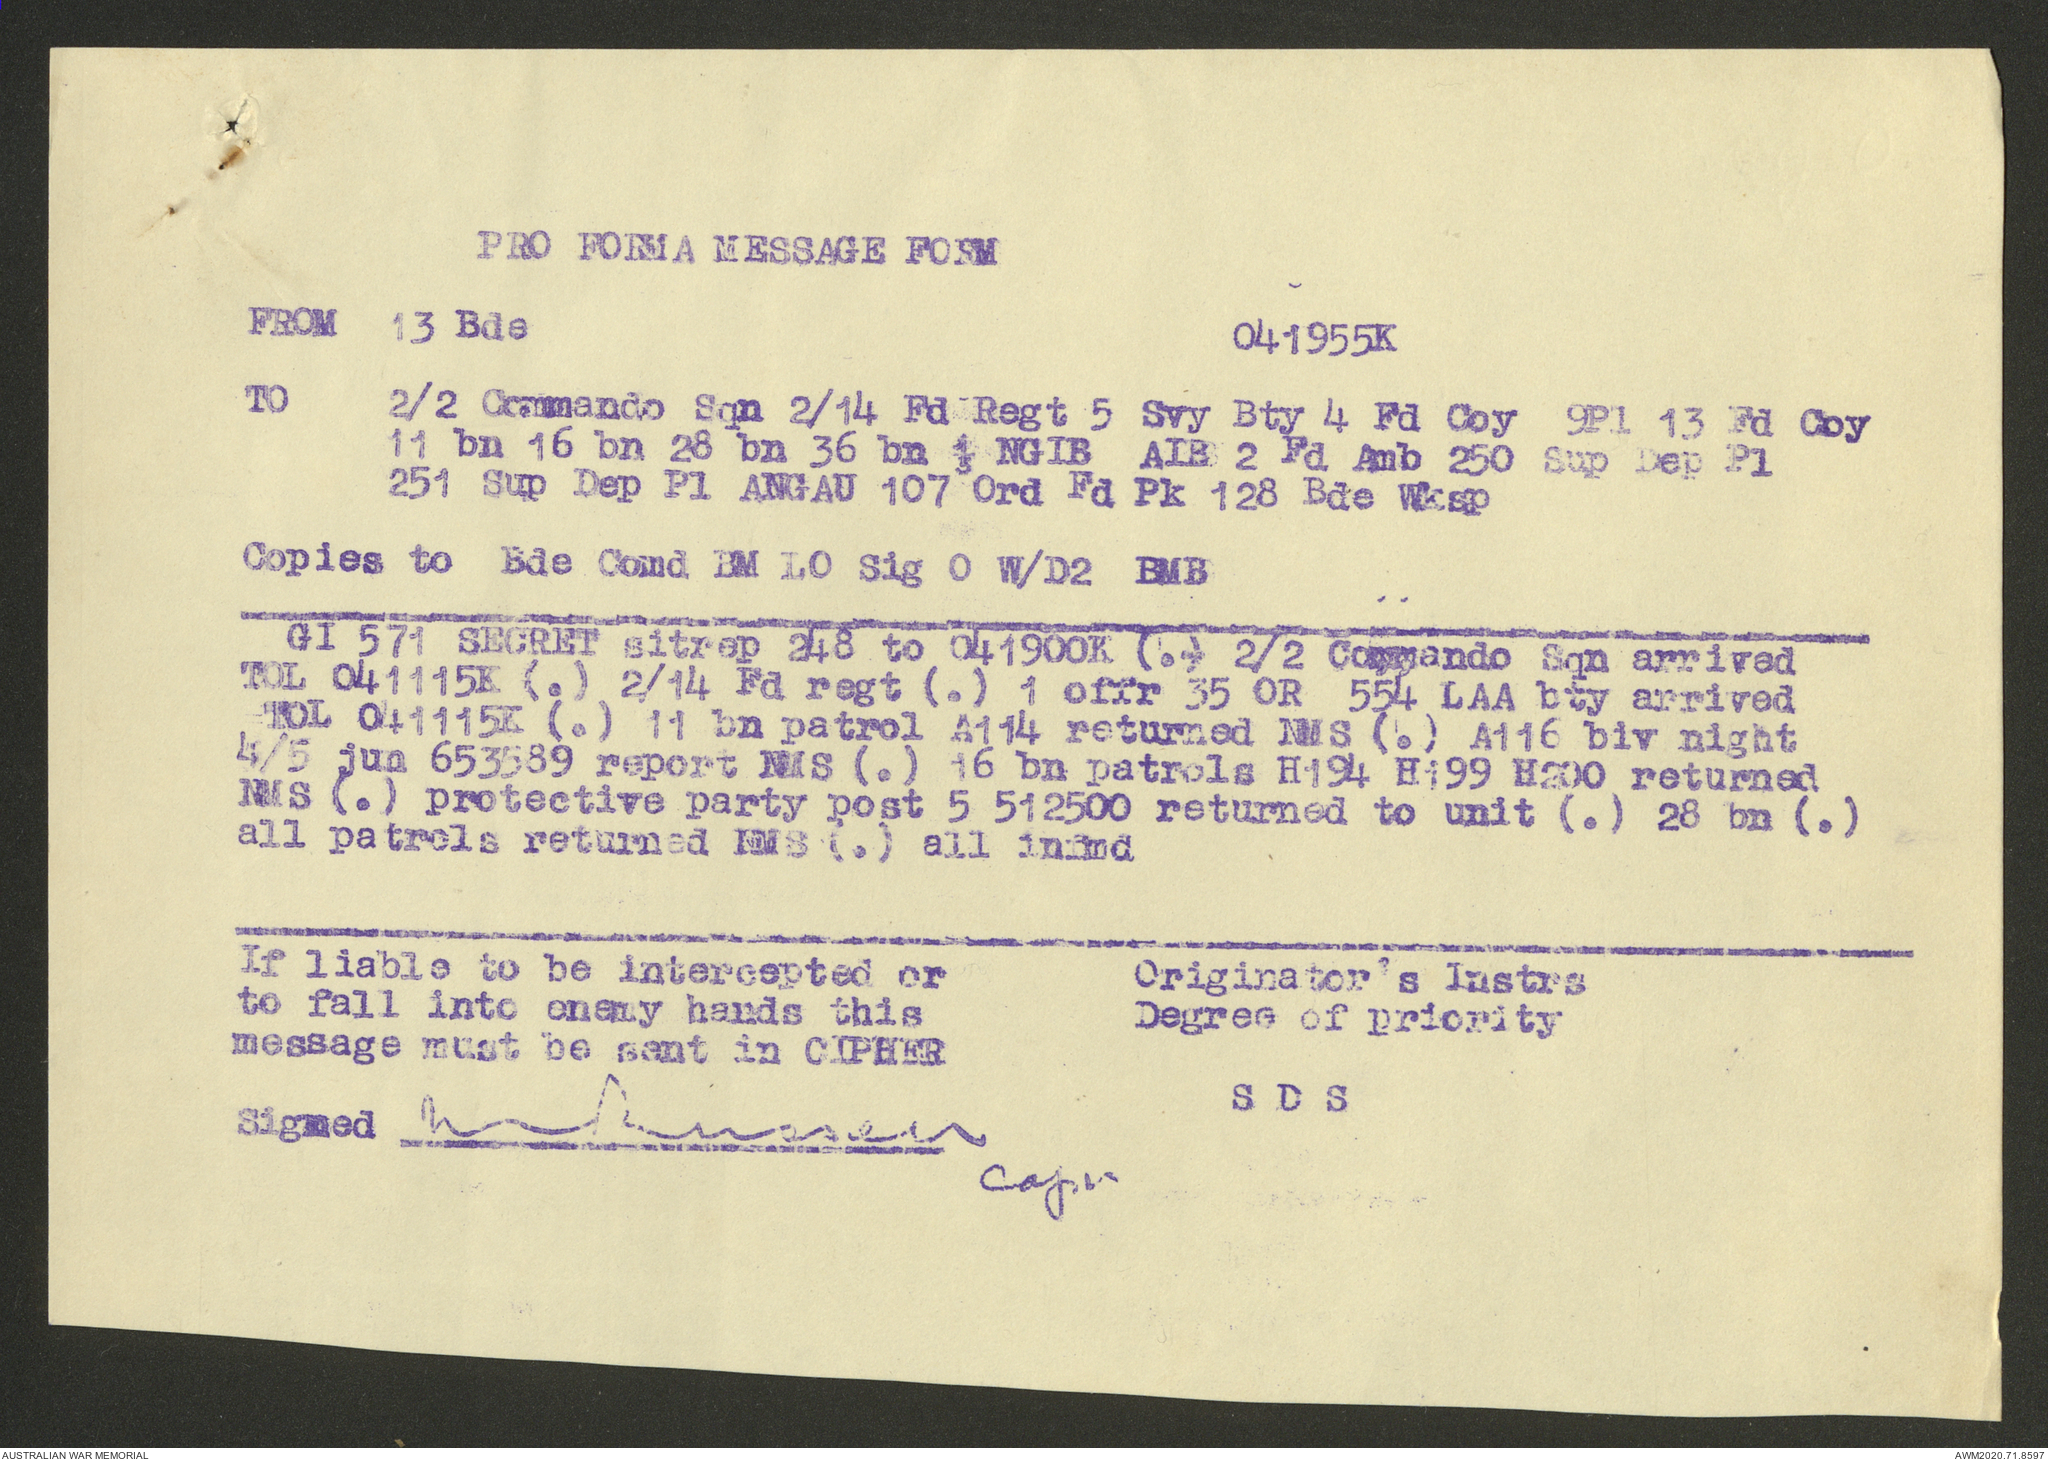 PRO FORMA MESSAGE FORM
FROM 13 Bde 041955K
TO 2/2 Commando Sqn 2/14 Fd Regt 5 Svy Bty 4 Fd Coy 9Pl 13 Fd Coy
11 bn 16 bn 28 bn 36 bn NGIB AIB 2 Fd Amb 250 Sup Dep Pl
251 Sup Dep Pl ANGAU 107 Ord Fd Pk 128 Bde Wksp
Copies to Bde Comd BM LO Sig O W/D2 BMB
GI 571 SECRET sitrep 248 to 041900K (.) 2/2 Commando Sqn arrived
TOL 041115K (.) 2/14 Fd regt (.) 1 offr 35 OR 554 LAA bty arrived
TOL 041115K (.) 11 bn patrol A114 returned NMS (.) A116 biv night
4/5 jun 653589 report NMS (.) 16 bn patrols H194 H199 H200 returned
NMS (.) protective party post 5 512500 returned to unit (.) 28 bn (.)
all patrols returned NMS (.) all infmd
If liable to be intercepted or
to fall into enemy hands this
message must be sent in CIPHER
Originator's Instrs
Degree of priority
S D S
Signed
Capt
AUSTRALIAN WAR MEMORIAL
AWM2020.71.8597